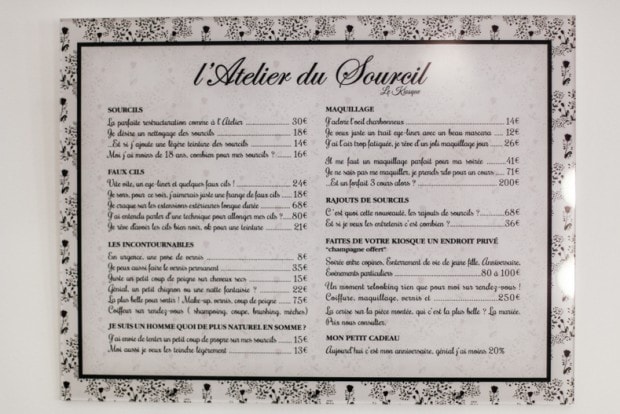 l'Atelier du Sourcil
Le Kiosque
SOURCILS
La parfaite restructuration comme à l'Atelier 30€
Je désire un nettoyage des sourcils 18€
...Et si j'ajoute une légère teinture des sourcils 14€
Moi j'ai moins de 18 ans, combien pour mes sourcils ? 16€
FAUX CILS
Vite vite, un eye-liner et quelques faux cils ! 24€
Je sors, pour ce soir, j'aimerais juste une frange de faux cils 18€
Je craque sur les extensions extérieures longue durée 68€
J'ai entendu parler d'une technique pour allonger mes cils ? 80€
Je rêve d'avoir les cils bien noirs, ok pour une teinture 21€
LES INCONTOURNABLES
En urgence, une pose de vernis 8€
Je peux aussi faire le vernis permanent 35€
Juste un petit coup de peigne sur cheveux secs 15€
Génial, un petit chignon ou une natte fantaisie ? 22€
La plus belle pour sortir ! Make-up, vernis, coup de peigne 75€
Coiffeur sur rendez-vous ( shampoing, coupe, brushing, mèches)
JE SUIS UN HOMME QUOI DE PLUS NATUREL EN SOMME ?
J'ai envie de tenter un petit coup de propre sur mes sourcils 15€
Moi aussi je veux les teindre légèrement 13€
MAQUILLAGE
J'adore l'oeil charbonneux 14€
Je veux juste un trait eye-liner avec un beau mascara 12€
J'ai l'air trop fatiguée, je rêve d'un joli maquillage jour 26€
Il me faut un maquillage parfait pour ma soirée 41€
Je ne sais pas me maquiller, je prends rdv pour un cours 71€
...Et un forfait 3 cours alors ? 200€
RAJOUTS DE SOURCILS
C'est quoi cette nouveauté, les rajouts de sourcils ? 68€
Et si je veux les entretenir c'est combien ? 36€
FAITES DE VOTRE KIOSQUE UN ENDROIT PRIVÉ
"champagne offert"
Soirée entre copines, Enterrement de vie de jeune fille, Anniversaire,
Evènements particuliers 80 à 100€
Un moment relooking rien que pour moi sur rendez-vous !
Coiffure, maquillage, vernis et 250€
La cerise sur la pièce montée, qui c'est la plus belle ? La mariée.
Prix nous consulter.
MON PETIT CADEAU
Aujourd'hui c'est mon anniversaire, génial j'ai moins 20%